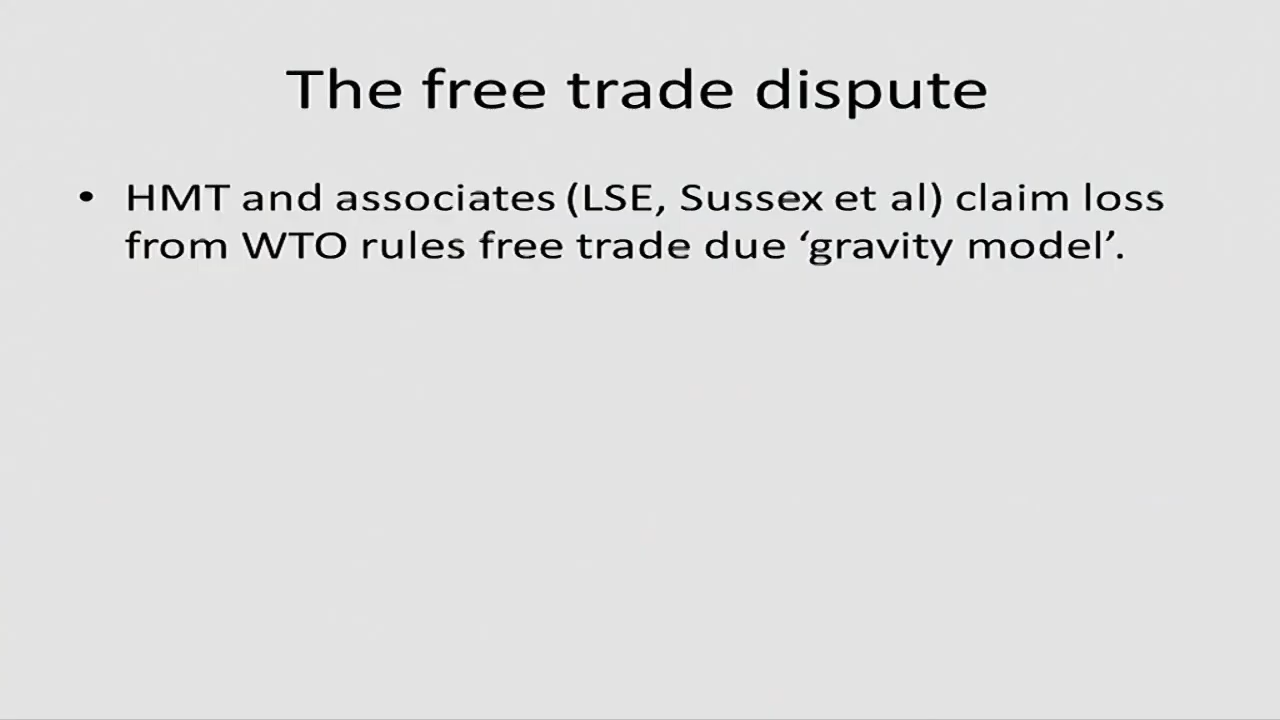 The free trade dispute
• HMT and associates (LSE, Sussex et al) claim loss
from WTO rules free trade due ‘gravity model’.